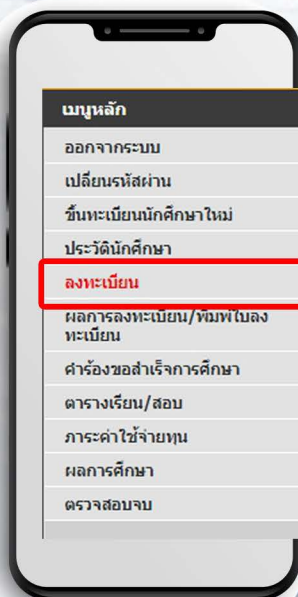 เมนูหลัก
ออกจากระบบ
เปลี่ยนรหัสผ่าน
ขึ้นทะเบียนนักศึกษาใหม่
ประวัตินักศึกษา
ลงทะเบียน
ผลการลงทะเบียน/พิมพ์ใบลง
ทะเบียน
คำร้องขอสำเร็จการศึกษา
ตารางเรียน/สอบ
ภาระค่าใช้จ่ายทุน
ผลการศึกษา
ตรวจสอบจบ